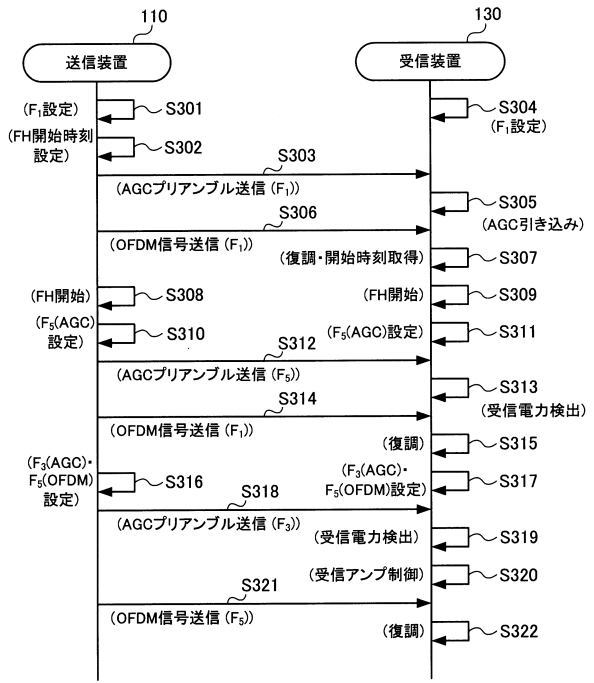 110
130
送信装置
受信装置
(F₁設定)
S301
S304
(F₁設定)
(FH開始時刻
設定)
S302
S303
(AGCプリアンブル送信 (F₁))
S305
(AGC引き込み)
S306
(OFDM信号送信 (F₁))
(復調・開始時刻取得)
S307
(FH開始)
S308
(FH開始)
S309
(F₅(AGC)
設定)
S310
(F₅(AGC)設定)
S311
S312
(AGCプリアンブル送信 (F₅))
S313
(受信電力検出)
S314
(OFDM信号送信 (F₁))
(復調)
S315
(F₃(AGC)・
F₅(OFDM)
設定)
S316
(F₃(AGC)・
F₅(OFDM)設定)
S317
S318
(AGCプリアンブル送信 (F₃))
(受信電力検出)
S319
(受信アンプ制御)
S320
S321
(OFDM信号送信 (F₅))
(復調)
S322